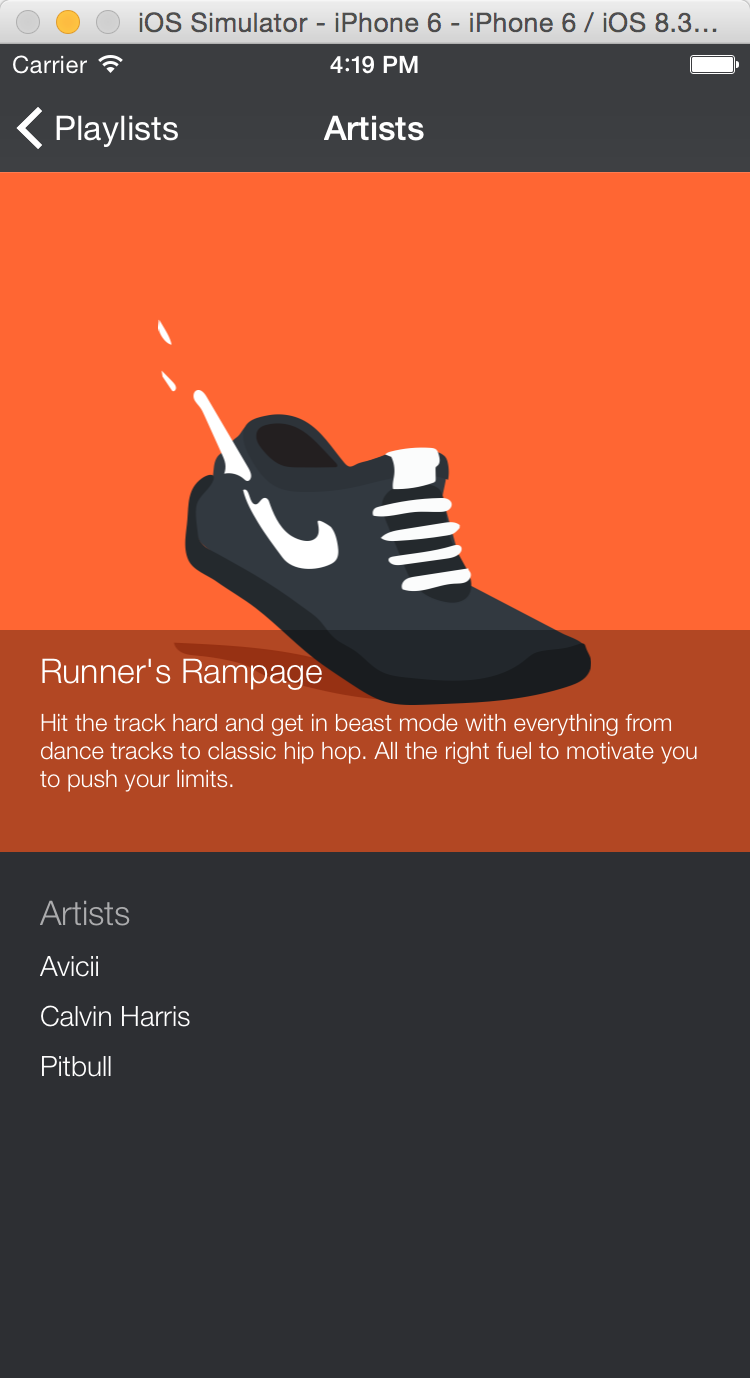 iOS Simulator - iPhone 6 - iPhone 6 / iOS 8.3...
Carrier 4:19 PM
Playlists Artists
Runner's Rampage
Hit the track hard and get in beast mode with everything from
dance tracks to classic hip hop. All the right fuel to motivate you
to push your limits.
Artists
Avicii
Calvin Harris
Pitbull